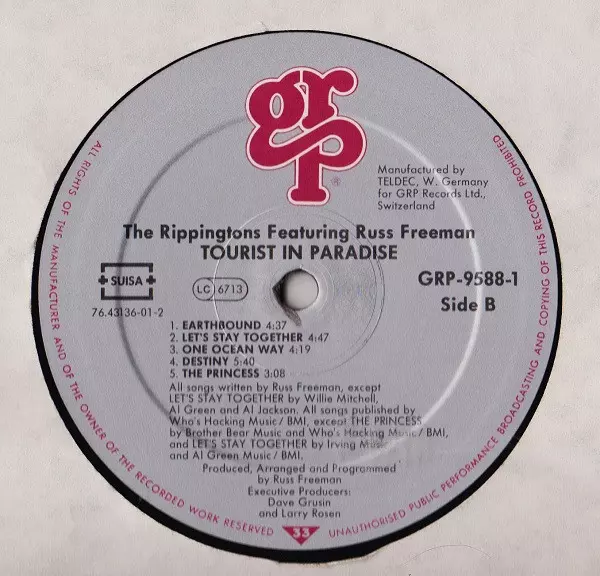 grp
®
Manufactured by
TELDEC, W. Germany
for GRP Records Ltd.,
Switzerland
The Rippingtons Featuring Russ Freeman
TOURIST IN PARADISE
SUISA
LC 6713
GRP-9588-1
Side B
76.43136-01-2
1. EARTHBOUND 4:37
2. LET'S STAY TOGETHER 4:47
3. ONE OCEAN WAY 4:19
4. DESTINY 5:40
5. THE PRINCESS 3:08
All songs written by Russ Freeman, except
LET'S STAY TOGETHER by Willie Mitchell,
Al Green and Al Jackson. All songs published by
Who's Hacking Music/ BMI, except THE PRINCESS
by Brother Bear Music and Who's Hacking Music/ BMI,
and LET'S STAY TOGETHER by Irving Music
and Al Green Music/ BMI,
Produced, Arranged and Programmed
by Russ Freeman
Executive Producers:
Dave Grusin
and Larry Rosen
ALL RIGHTS OF THE MANUFACTURER AND OF THE OWNER OF THE RECORDED WORK RESERVED
33
UNAUTHORISED PUBLIC PERFORMANCE BROADCASTING AND COPYING OF THIS RECORD PROHIBITED